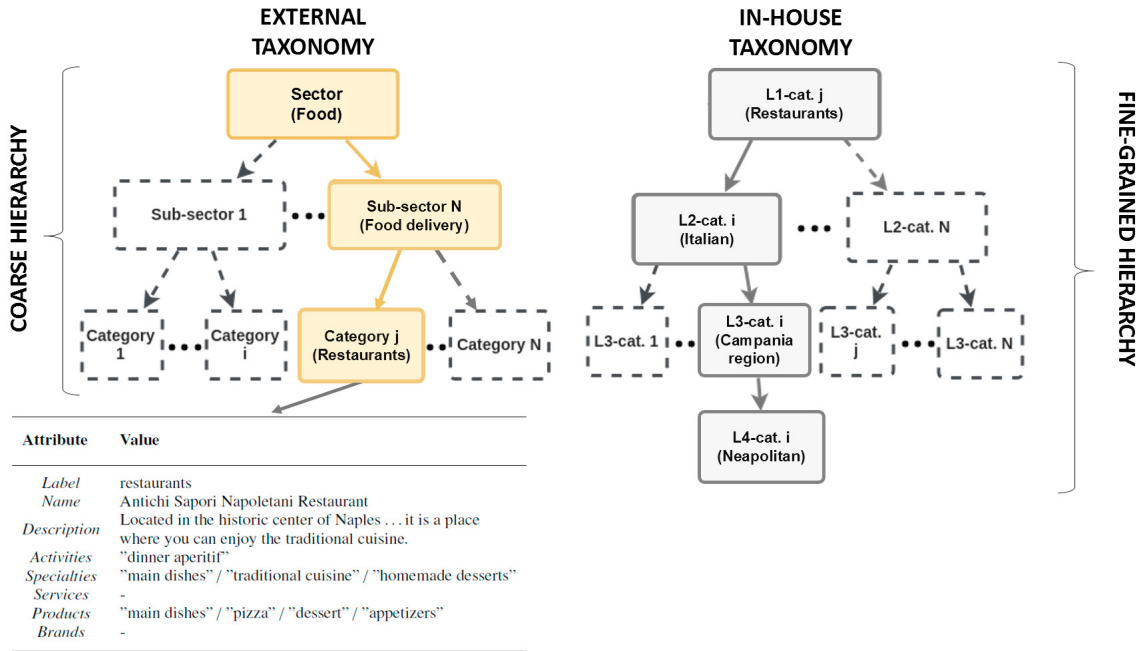 EXTERNAL
TAXONOMY
COARSE HIERARCHY
Sector
(Food)
Sub-sector 1
Sub-sector N
(Food delivery)
Category
1
Category
i
Category j
(Restaurants)
Category N
Attribute Value
Label restaurants
Name Antichi Sapori Napoletani Restaurant
Description Located in the historic center of Naples . . . it is a place
where you can enjoy the traditional cuisine.
Activities ”dinner aperitif”
Specialties ”main dishes” / ”traditional cuisine” / ”homemade desserts”
Services -
Products ”main dishes” / ”pizza” / ”dessert” / ”appetizers”
Brands -
IN-HOUSE
TAXONOMY
L1-cat. j
(Restaurants)
L2-cat. i
(Italian)
L2-cat. N
L3-cat. 1
L3-cat. i
(Campania
region)
L3-cat.
j
L3-cat. N
L4-cat. i
(Neapolitan)
FINE-GRAINED HIERARCHY